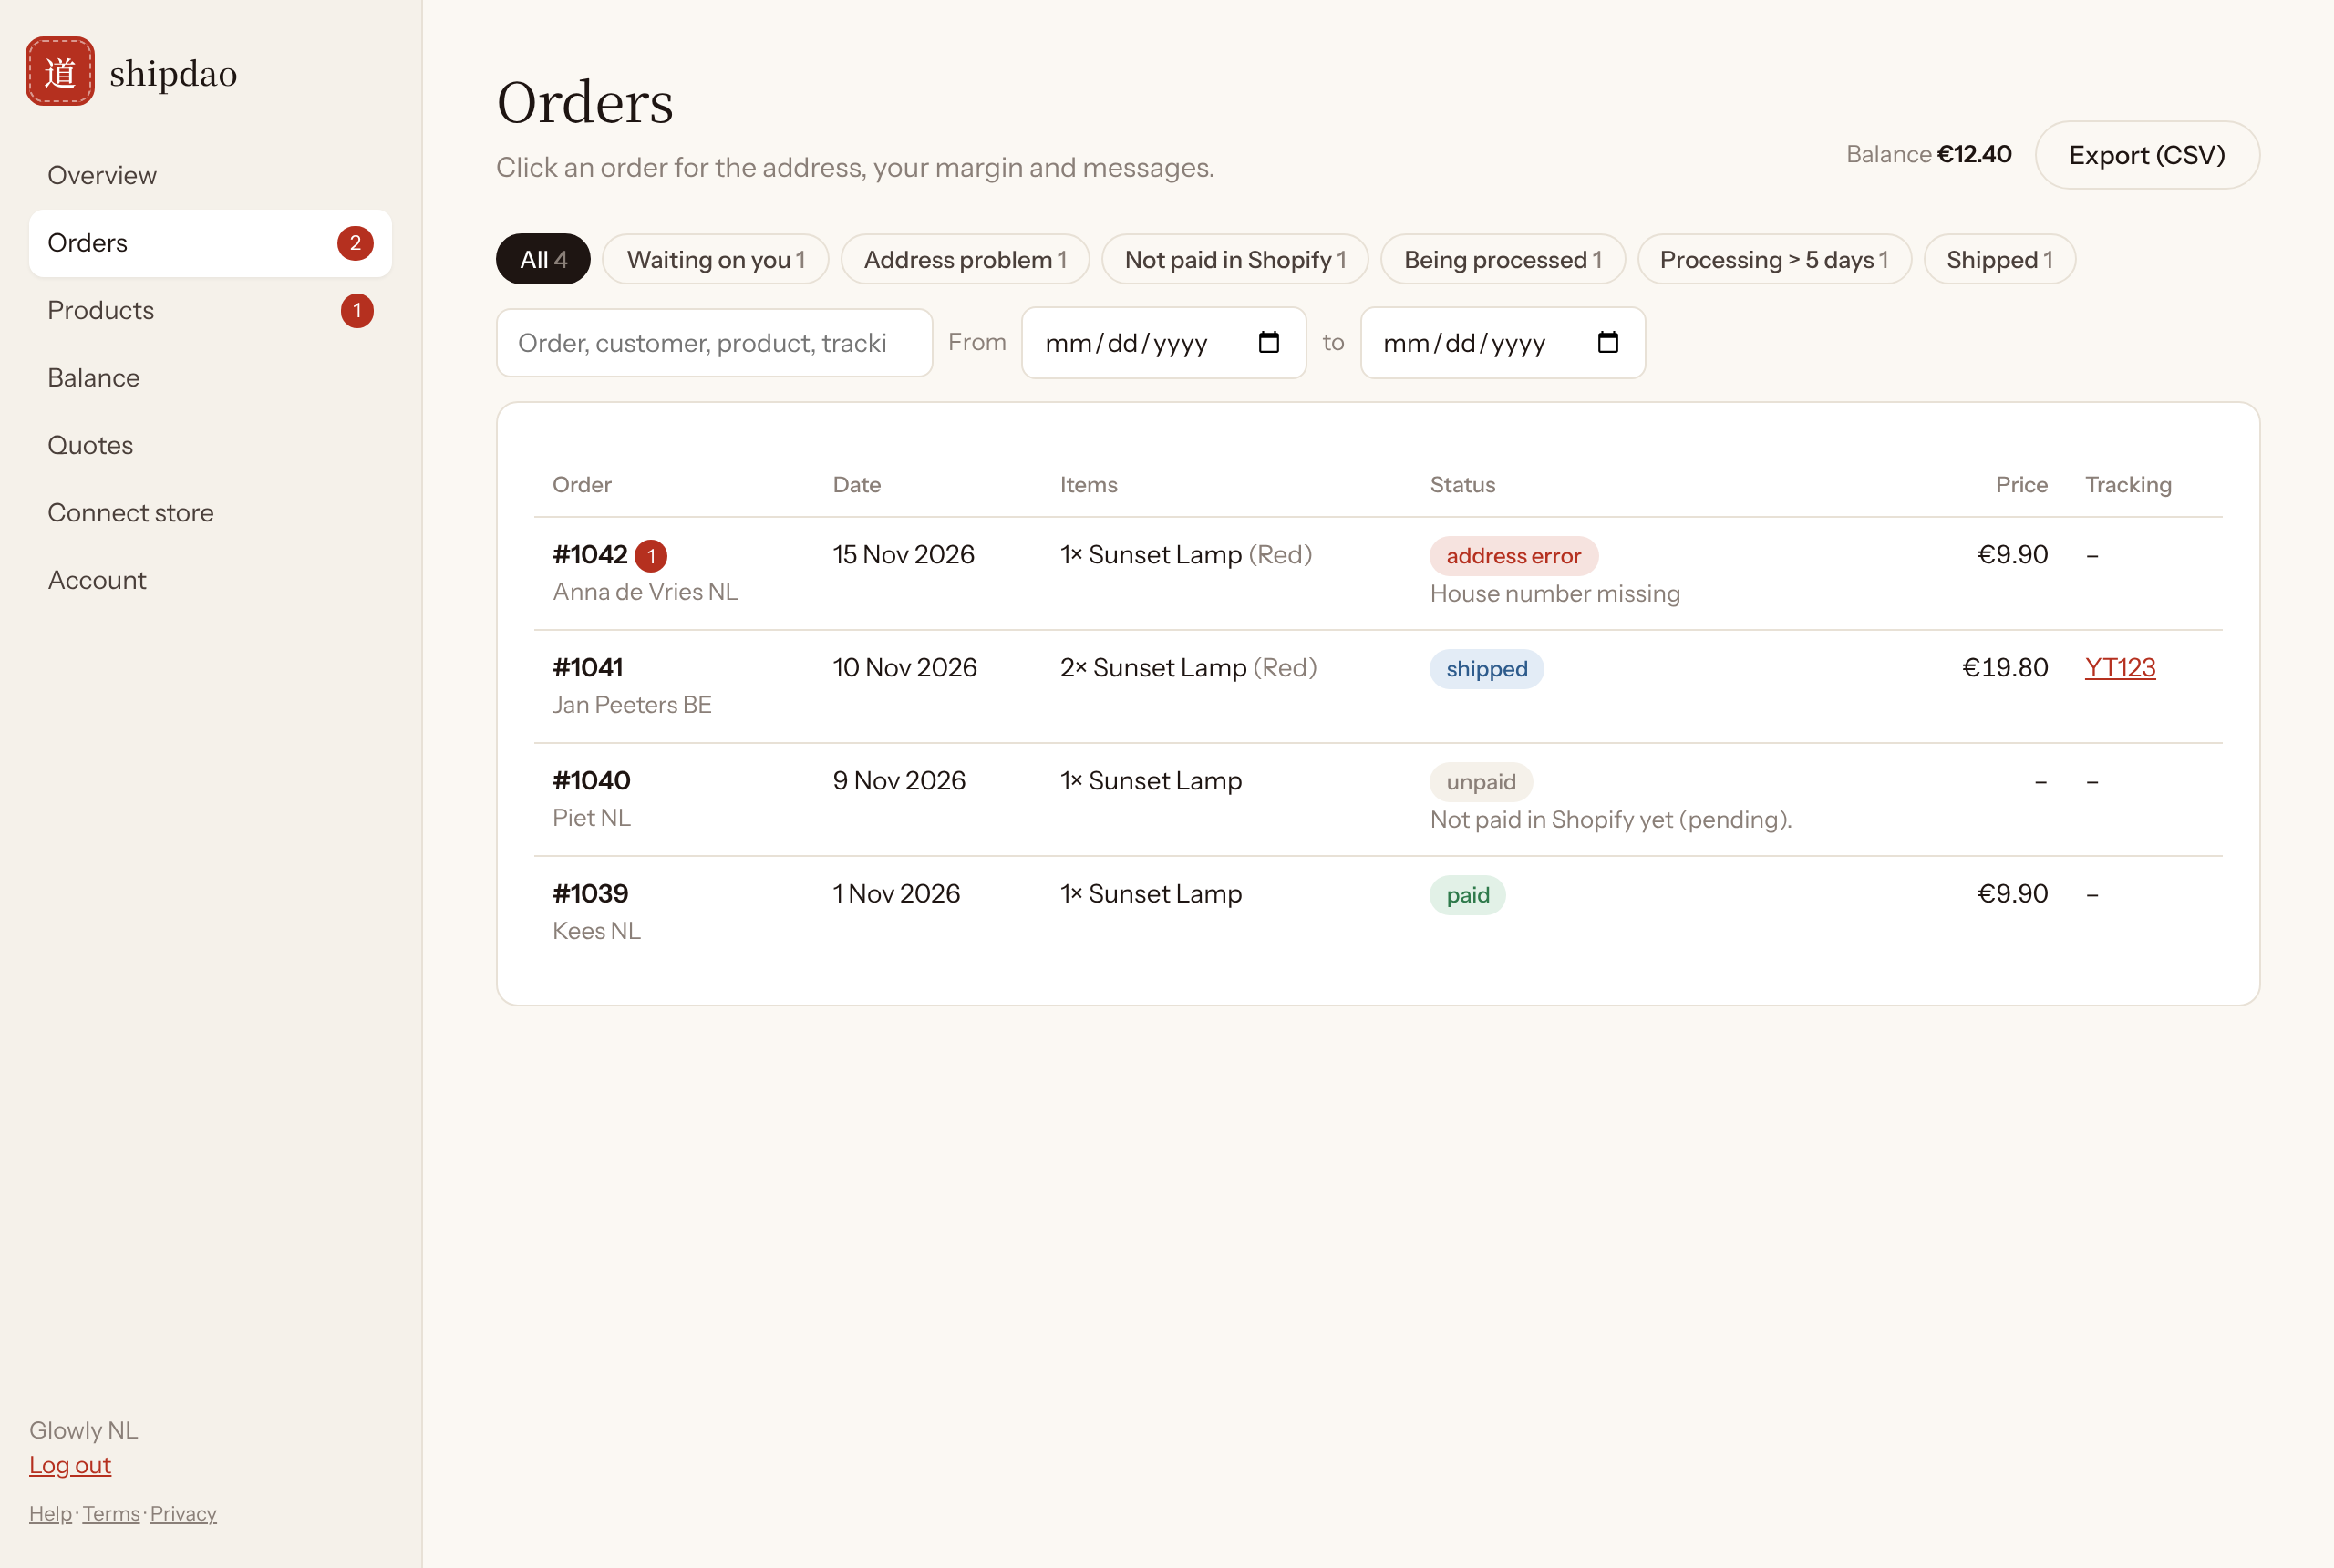 道 shipdao
Overview
Orders 2
Products 1
Balance
Quotes
Connect store
Account
Glowly NL
Log out
Help · Terms · Privacy
Orders
Click an order for the address, your margin and messages.
Balance €12.40 Export (CSV)
All 4 Waiting on you 1 Address problem 1 Not paid in Shopify 1 Being processed 1 Processing > 5 days 1 Shipped 1
Order, customer, product, tracki From mm/dd/yyyy to mm/dd/yyyy
Order Date Items Status Price Tracking
#1042 1 15 Nov 2026 1× Sunset Lamp (Red) address error €9.90 –
Anna de Vries NL House number missing
#1041 10 Nov 2026 2× Sunset Lamp (Red) shipped €19.80 YT123
Jan Peeters BE
#1040 9 Nov 2026 1× Sunset Lamp unpaid – –
Piet NL Not paid in Shopify yet (pending).
#1039 1 Nov 2026 1× Sunset Lamp paid €9.90 –
Kees NL